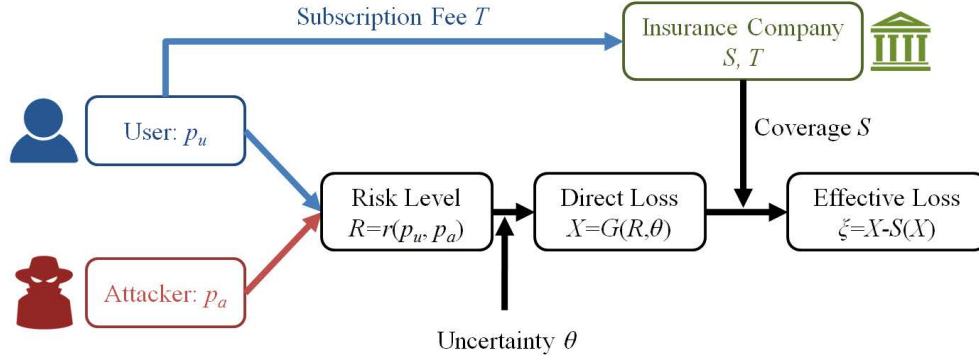 Subscription Fee T
Insurance Company
S, T
User: pᵤ
Coverage S
Risk Level
R=r(pᵤ, pₐ)
Direct Loss
X=G(R,θ)
Effective Loss
ξ=X-S(X)
Attacker: pₐ
Uncertainty θ